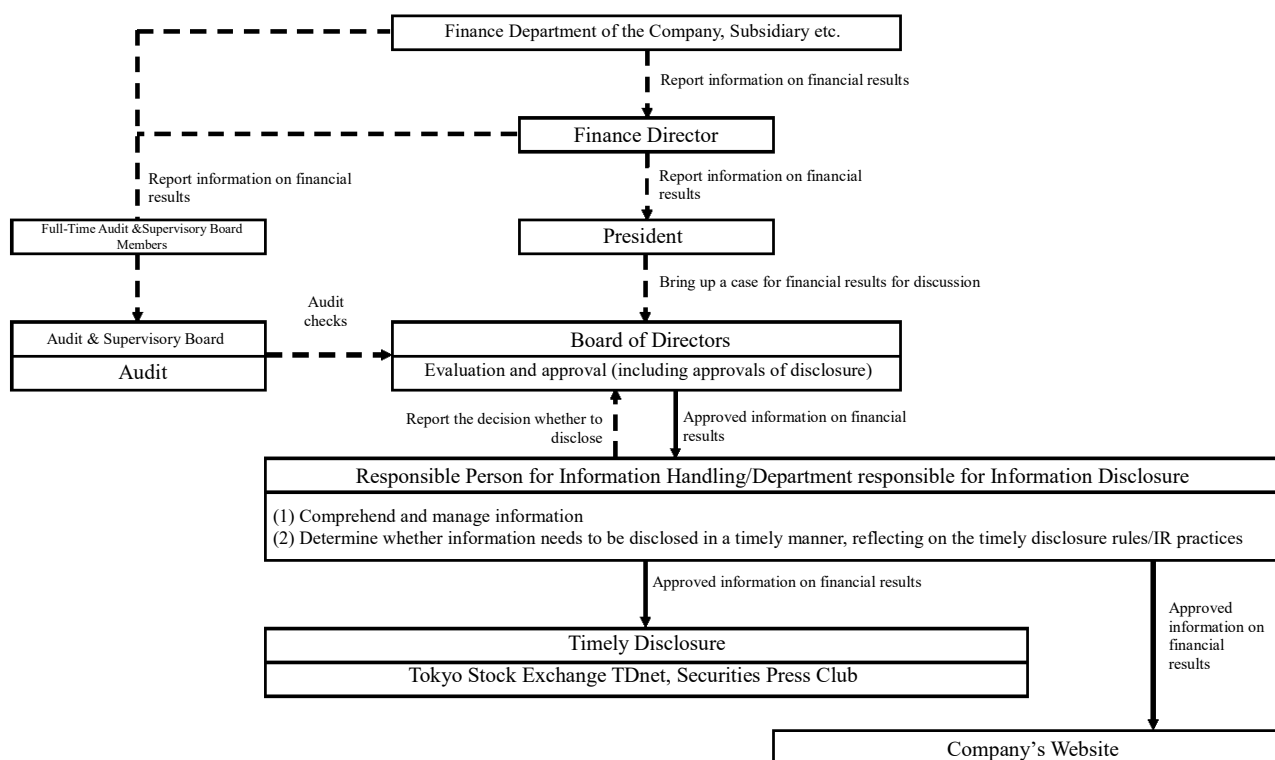 Finance Department of the Company, Subsidiary etc.
Report information on financial results
Finance Director
Report information on financial
results
Report information on financial
results
Full-Time Audit &Supervisory Board
Members
President
Bring up a case for financial results for discussion
Audit
checks
Audit & Supervisory Board
Audit
Board of Directors
Evaluation and approval (including approvals of disclosure)
Report the decision whether to
disclose
Approved information on financial
results
Responsible Person for Information Handling/Department responsible for Information Disclosure
(1) Comprehend and manage information
(2) Determine whether information needs to be disclosed in a timely manner, reflecting on the timely disclosure rules/IR practices
Approved information on financial results
Approved
information on
financial
results
Timely Disclosure
Tokyo Stock Exchange TDnet, Securities Press Club
Company’s Website